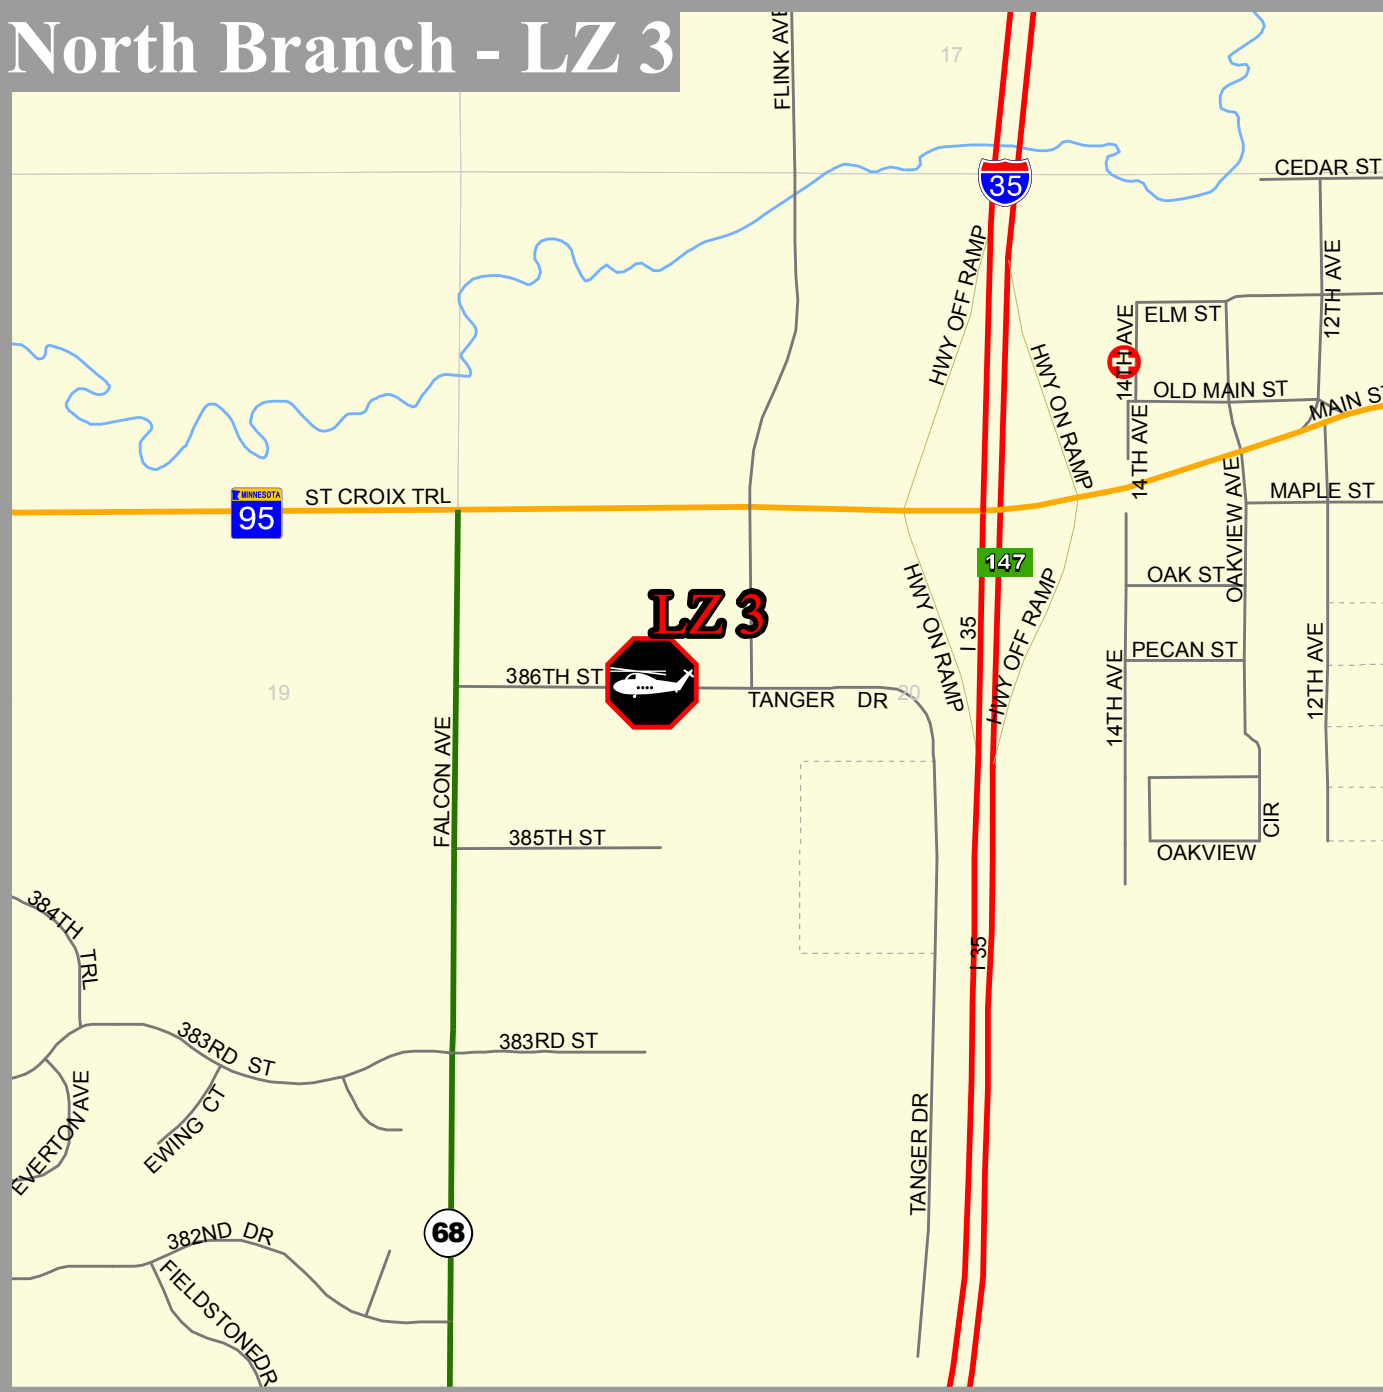 North Branch - LZ 3
FLINK AVE
17
35
CEDAR ST
12TH AVE
HWY OFF RAMP
HWY ON RAMP
14TH AVE
ELM ST
OLD MAIN ST
MAIN ST
14TH AVE
MINNESOTA
95
ST CROIX TRL
OAKVIEW AVE
MAPLE ST
147
HWY ON RAMP
I 35
HWY OFF RAMP
OAK ST
LZ 3
PECAN ST
14TH AVE
12TH AVE
19
386TH ST
TANGER DR
20
FALCON AVE
385TH ST
CIR
OAKVIEW
384TH TRL
I 35
383RD ST
383RD ST
EVERTON AVE
EWING CT
TANGER DR
68
382ND DR
FIELDSTONE DR